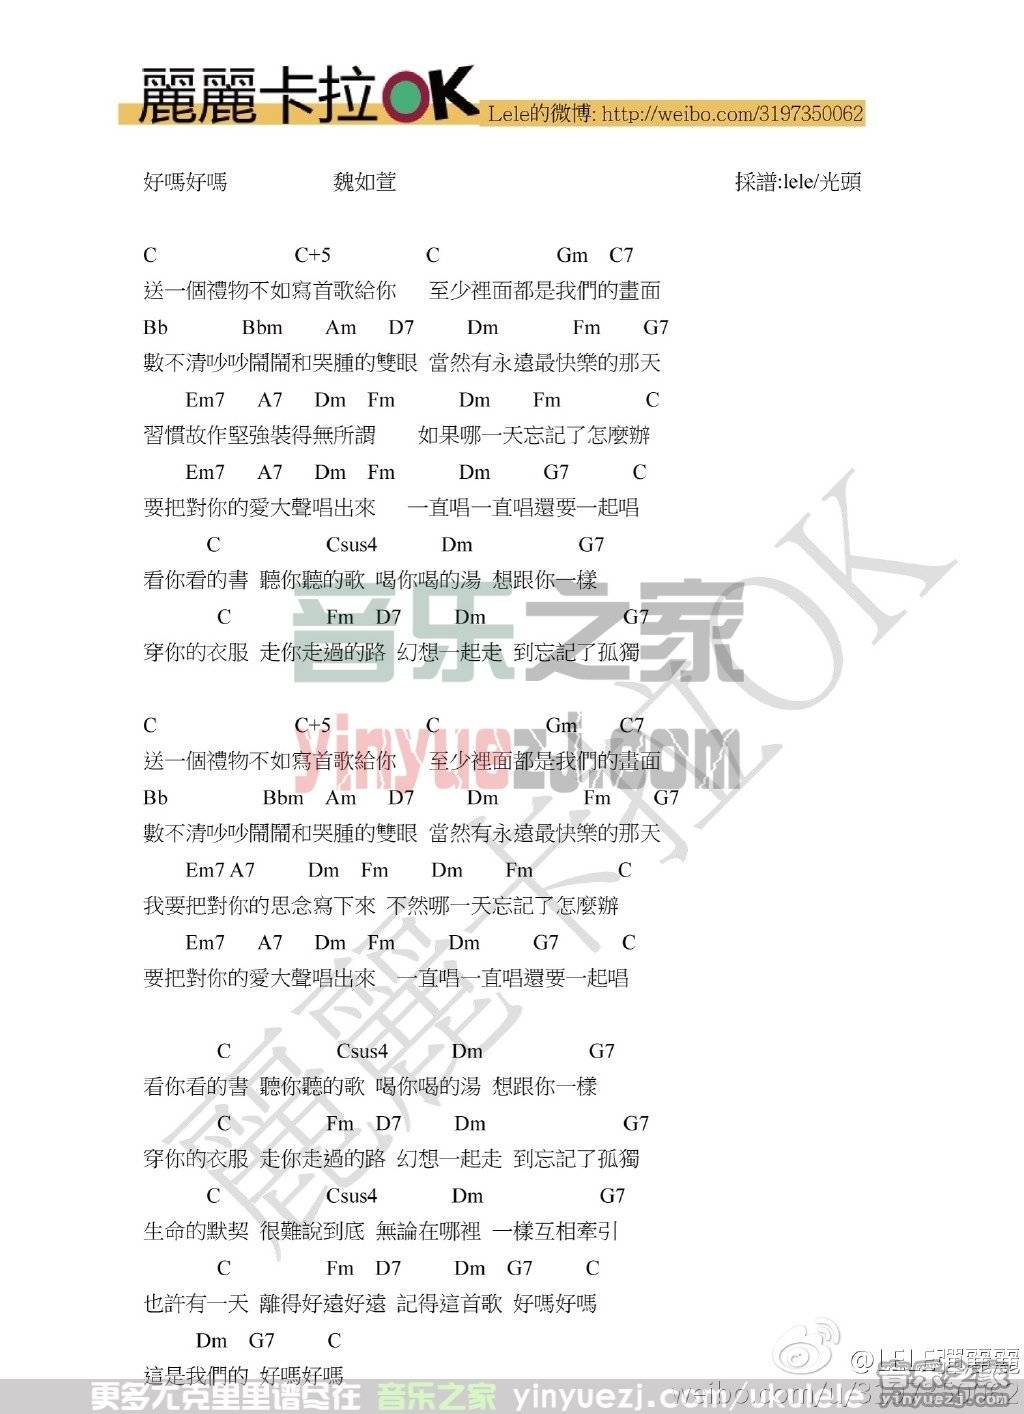 麗麗卡拉OK
Lele的微博: http://weibo.com/3197350062
好嗎好嗎 魏如萱 採譜:lele/光頭
C C+5 C Gm C7
送一個禮物不如寫首歌給你 至少裡面都是我們的畫面
Bb Bbm Am D7 Dm Fm G7
數不清吵吵鬧鬧和哭腫的雙眼 當然有永遠最快樂的那天
Em7 A7 Dm Fm Dm Fm C
習慣故作堅強裝得無所謂 如果哪一天忘記了怎麼辦
Em7 A7 Dm Fm Dm G7 C
要把對你的愛大聲唱出來 一直唱一直唱還要一起唱
C Csus4 Dm G7
看你看的書 聽你聽的歌 喝你喝的湯 想跟你一樣
C Fm D7 Dm G7
穿你的衣服 走你走過的路 幻想一起走 到忘記了孤獨
C C+5 C Gm C7
送一個禮物不如寫首歌給你 至少裡面都是我們的畫面
Bb Bbm Am D7 Dm Fm G7
數不清吵吵鬧鬧和哭腫的雙眼 當然有永遠最快樂的那天
Em7 A7 Dm Fm Dm Fm C
我要把對你的思念寫下來 不然哪一天忘記了怎麼辦
Em7 A7 Dm Fm Dm G7 C
要把對你的愛大聲唱出來 一直唱一直唱還要一起唱
C Csus4 Dm G7
看你看的書 聽你聽的歌 喝你喝的湯 想跟你一樣
C Fm D7 Dm G7
穿你的衣服 走你走過的路 幻想一起走 到忘記了孤獨
C Csus4 Dm G7
生命的默契 很難說到底 無論在哪裡 一樣互相牽引
C Fm D7 Dm G7 C
也許有一天 離得好遠好遠 記得這首歌 好嗎好嗎
Dm G7 C
這是我們的 好嗎好嗎
音乐之家
yinyuezj.com
麗麗卡拉OK
更多尤克里里谱尽在 音乐之家 yinyuezj.com/ukulele
音乐之家
yinyuezj.com